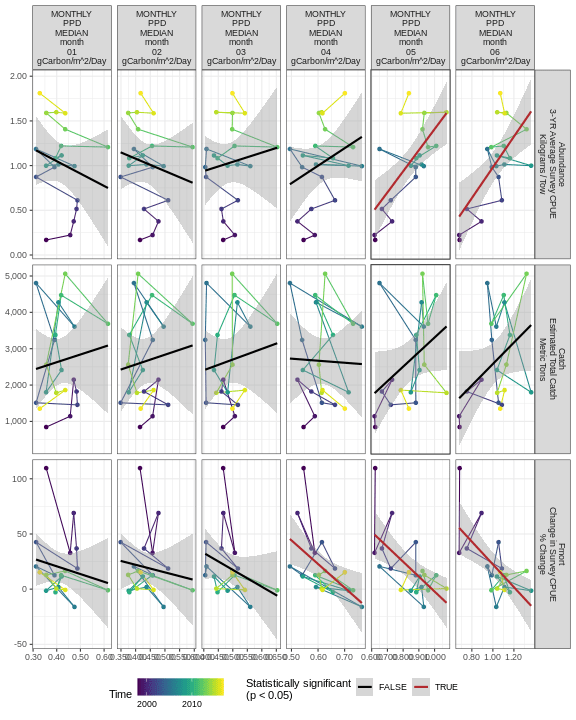 MONTHLY
PPD
MEDIAN
month
01
gCarbon/m^2/Day
MONTHLY
PPD
MEDIAN
month
02
gCarbon/m^2/Day
MONTHLY
PPD
MEDIAN
month
03
gCarbon/m^2/Day
MONTHLY
PPD
MEDIAN
month
04
gCarbon/m^2/Day
MONTHLY
PPD
MEDIAN
month
05
gCarbon/m^2/Day
MONTHLY
PPD
MEDIAN
month
06
gCarbon/m^2/Day
2.00
1.50
1.00
0.50
0.00
Abundance
3-YR Average Survey CPUE
Kilograms / Tow
5,000
4,000
3,000
2,000
1,000
Catch
Estimated Total Catch
Metric Tons
100
50
0
-50
Fmort
Change in Survey CPUE
% Change
0.30 0.40 0.50 0.60
0.50 0.60 0.70
0.80 1.00 1.20
Time
2000 2010
Statistically significant
(p < 0.05)
FALSE
TRUE